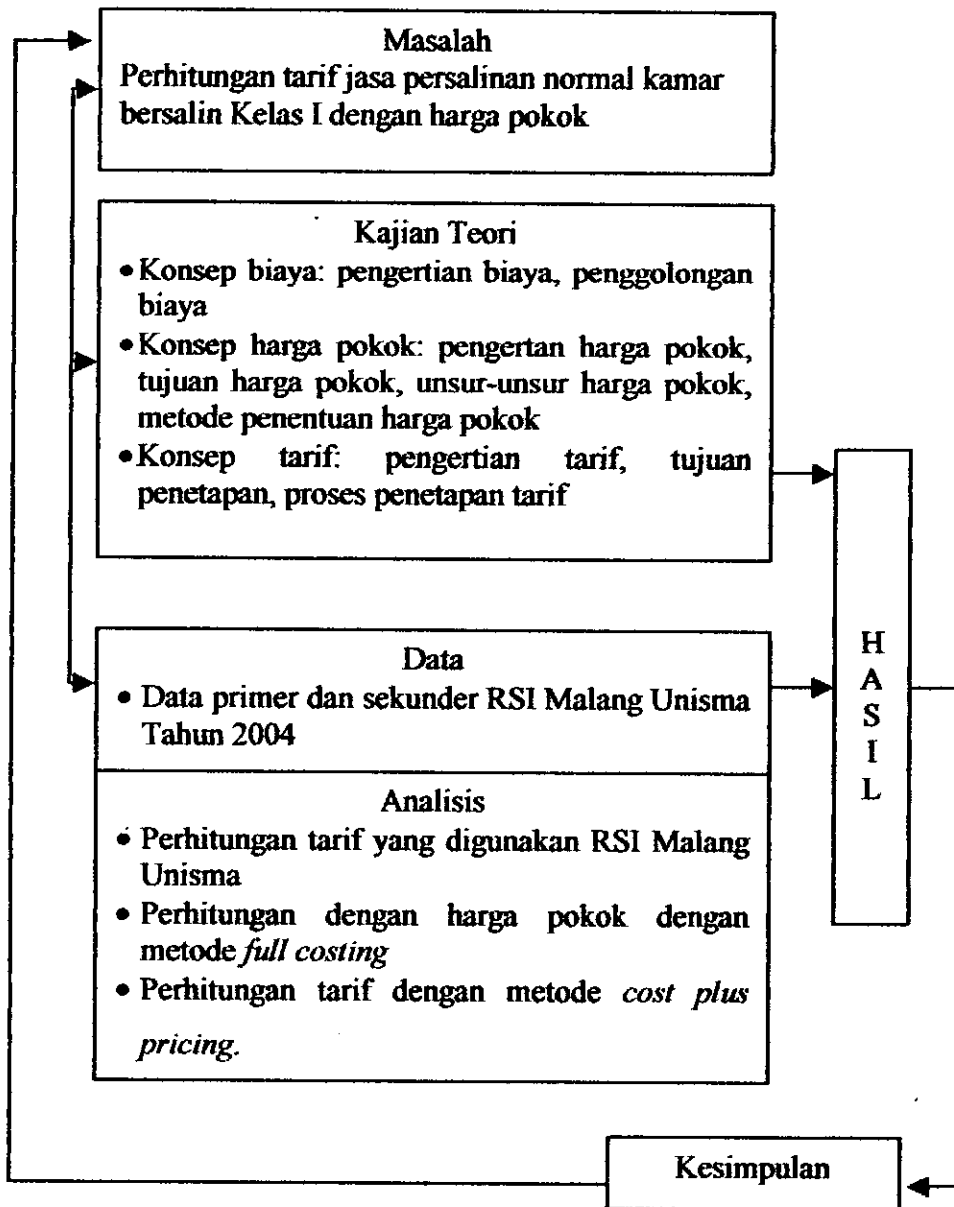 Masalah
Perhitungan tarif jasa persalinan normal kamar
bersalin Kelas I dengan harga pokok
Kajian Teori
• Konsep biaya: pengertian biaya, penggolongan
biaya
• Konsep harga pokok: pengertan harga pokok,
tujuan harga pokok, unsur-unsur harga pokok,
metode penentuan harga pokok
• Konsep tarif: pengertian tarif, tujuan
penetapan, proses penetapan tarif
Data
• Data primer dan sekunder RSI Malang Unisma
Tahun 2004
Analisis
• Perhitungan tarif yang digunakan RSI Malang
Unisma
• Perhitungan dengan harga pokok dengan
metode full costing
• Perhitungan tarif dengan metode cost plus
pricing.
H
A
S
I
L
Kesimpulan